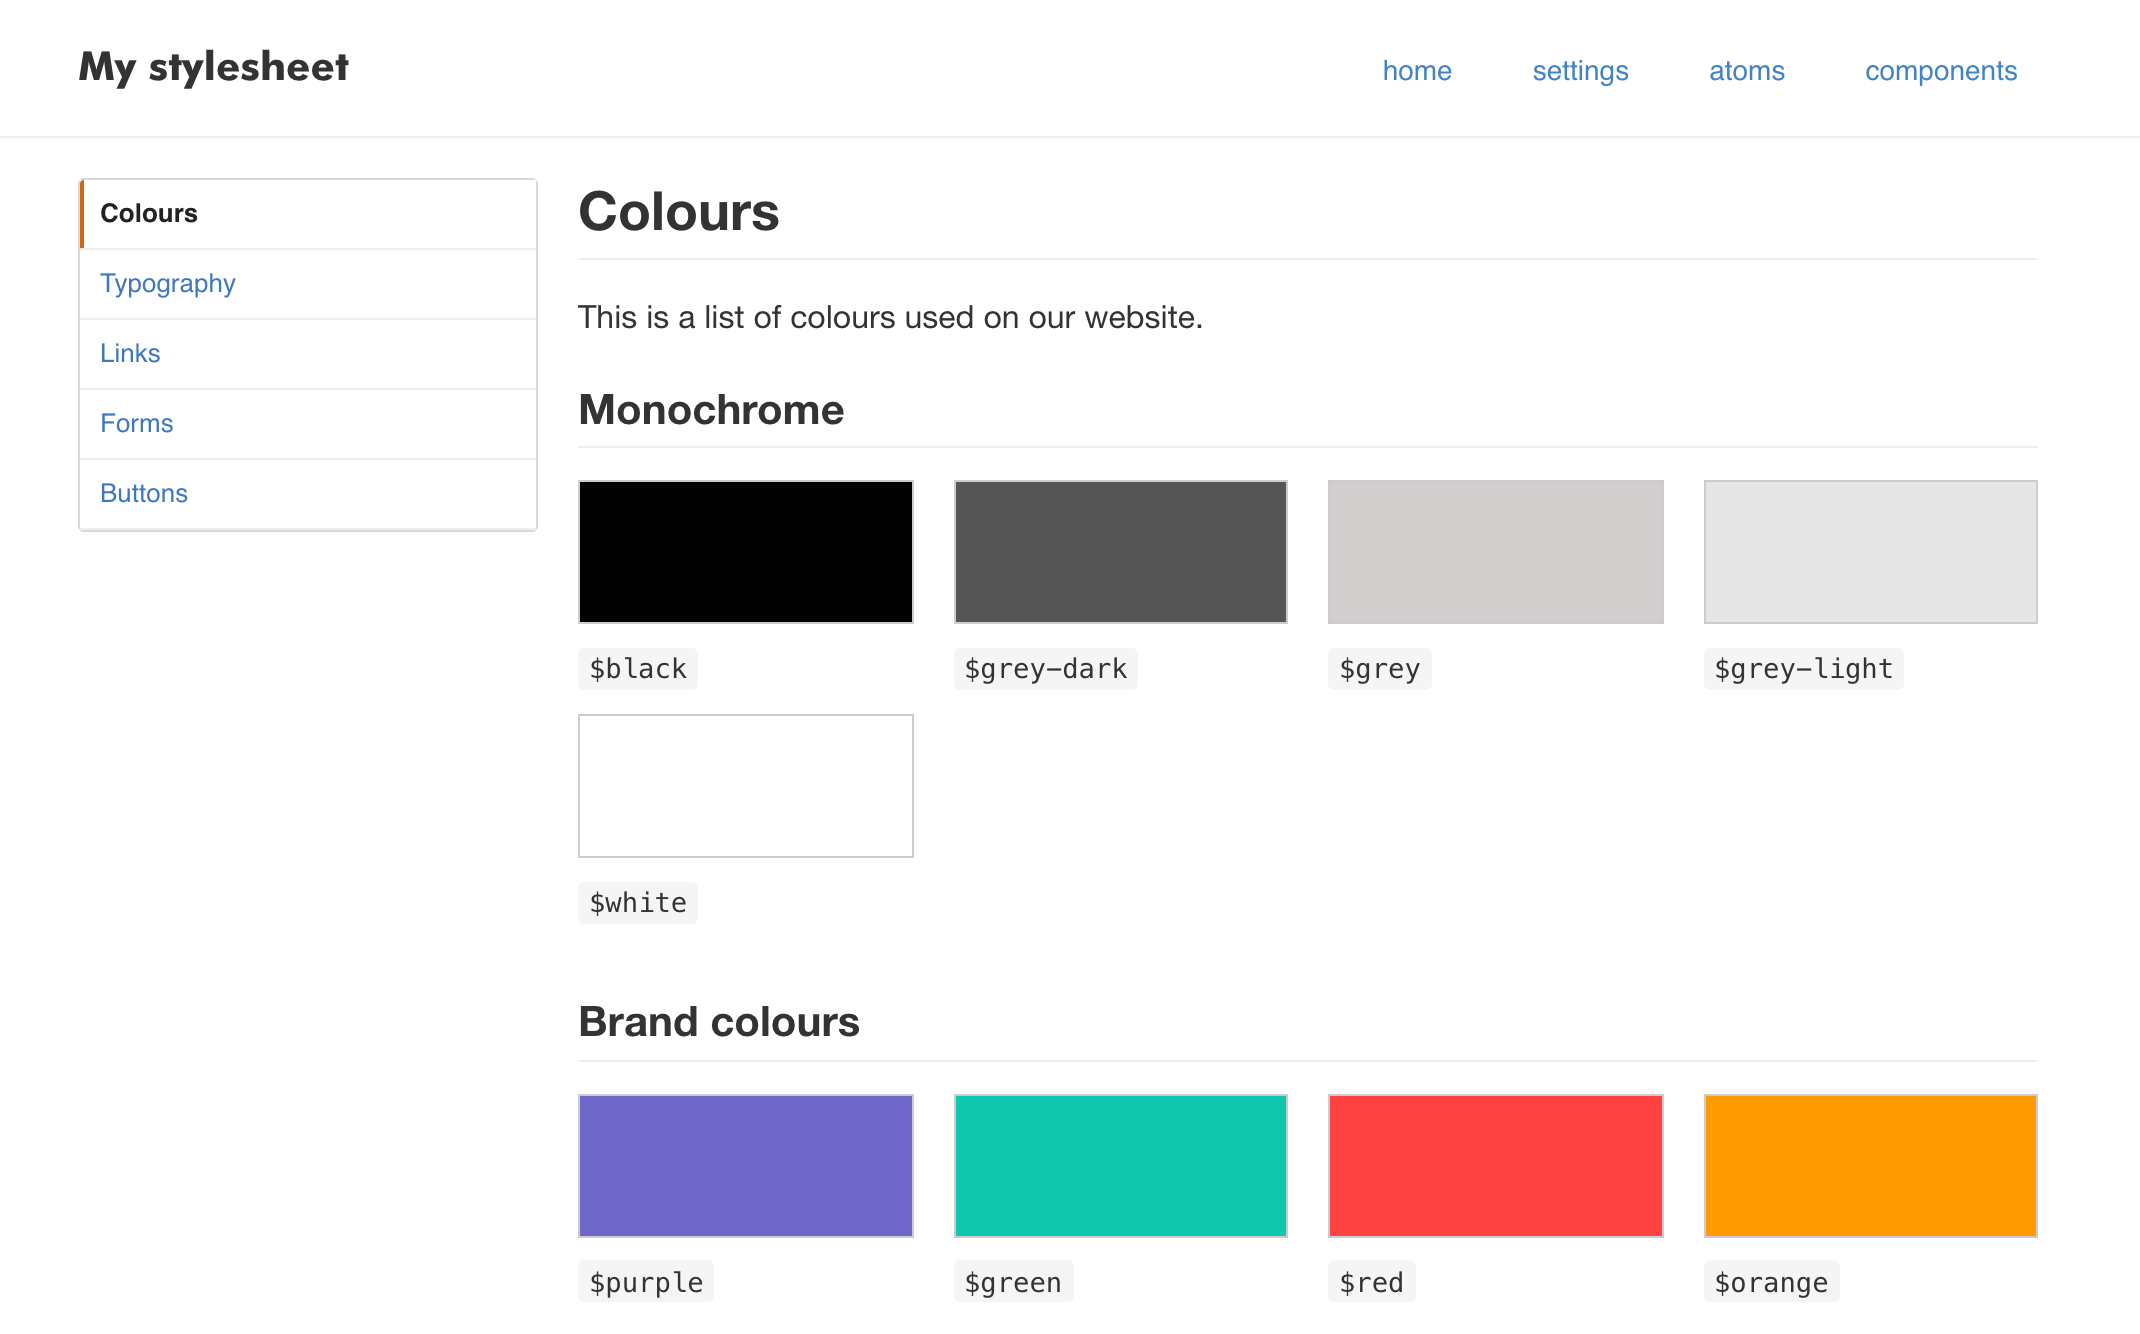 My stylesheet
home settings atoms components
Colours
Typography
Links
Forms
Buttons
Colours
This is a list of colours used on our website.
Monochrome
$black $grey-dark $grey $grey-light
$white
Brand colours
$purple $green $red $orange